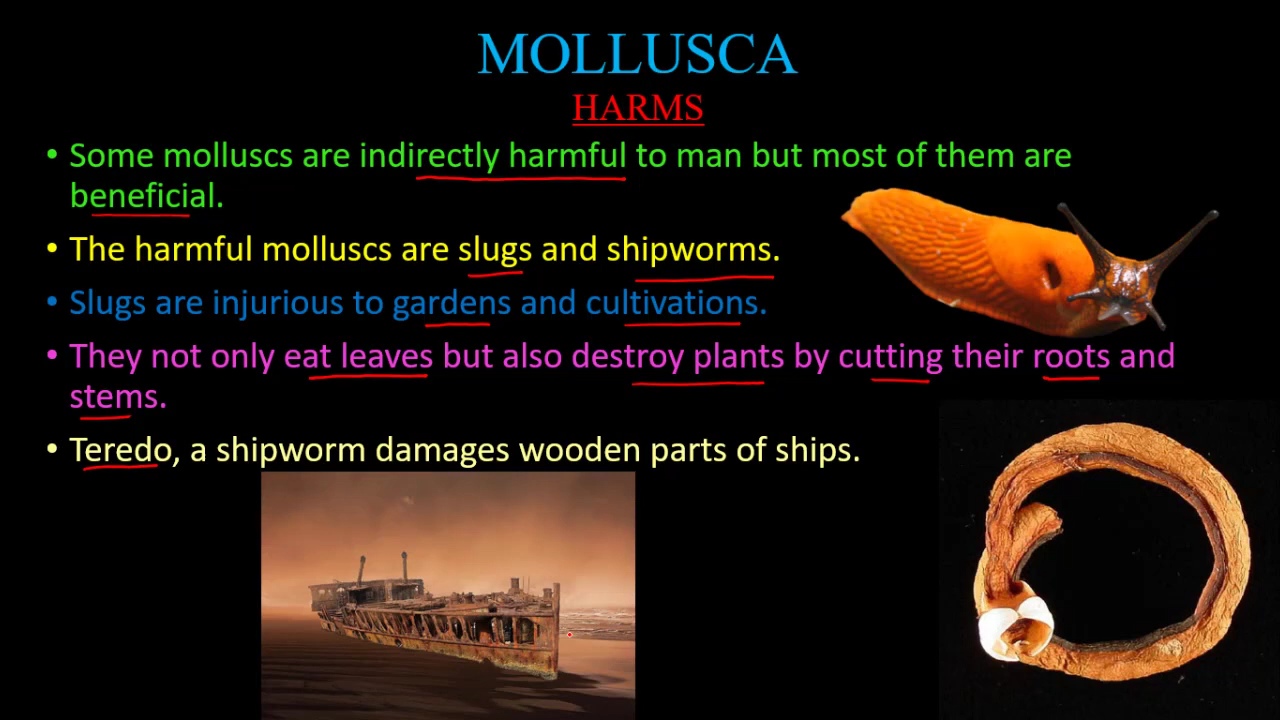 MOLLUSCA
HARMS
• Some molluscs are indirectly harmful to man but most of them are
beneficial.
• The harmful molluscs are slugs and shipworms.
• Slugs are injurious to gardens and cultivations.
• They not only eat leaves but also destroy plants by cutting their roots and
stems.
• Teredo, a shipworm damages wooden parts of ships.